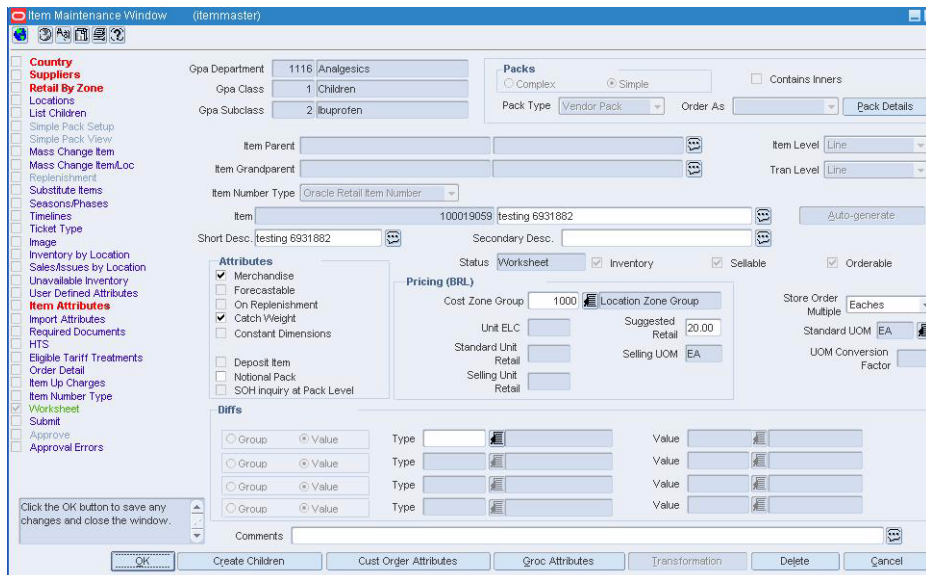 Item Maintenance Window (itemmaster)
Country
Suppliers
Retail By Zone
Locations
List Children
Simple Pack Setup
Simple Pack View
Mass Change Item
Mass Change Item/Loc
Replenishment
Substitute Items
Seasons/Phases
Timelines
Ticket Type
Image
Inventory by Location
Sales/Issues by Location
Unavailable Inventory
User Defined Attributes
Item Attributes
Import Attributes
Required Documents
HTS
Eligible Tariff Treatments
Order Detail
Item Up Charges
Item Number Type
Worksheet
Submit
Approve
Approval Errors
Click the OK button to save any
changes and close the window.
Gpa Department 1116 Analgesics
Gpa Class 1 Children
Gpa Subclass 2 Ibuprofen
Packs
Complex Simple
Contains Inners
Pack Type Vendor Pack Order As Pack Details
Item Parent Item Level Line
Item Grandparent Tran Level Line
Item Number Type Oracle Retail Item Number
Item 100019059 testing 6931882 Auto-generate
Short Desc. testing 6931882 Secondary Desc.
Status Worksheet Inventory Sellable Orderable
Attributes
Merchandise
Forecastable
On Replenishment
Catch Weight
Constant Dimensions
Deposit Item
Notional Pack
SOH inquiry at Pack Level
Pricing (BRL)
Cost Zone Group 1000 Location Zone Group
Unit ELC Suggested Retail 20.00
Standard Unit Retail Selling UOM EA
Selling Unit Retail
Store Order Multiple Eaches
Standard UOM EA
UOM Conversion Factor
Diffs
Group Value Type Value
Group Value Type Value
Group Value Type Value
Group Value Type Value
Comments
OK Create Children Cust Order Attributes Groc Attributes Transformation Delete Cancel